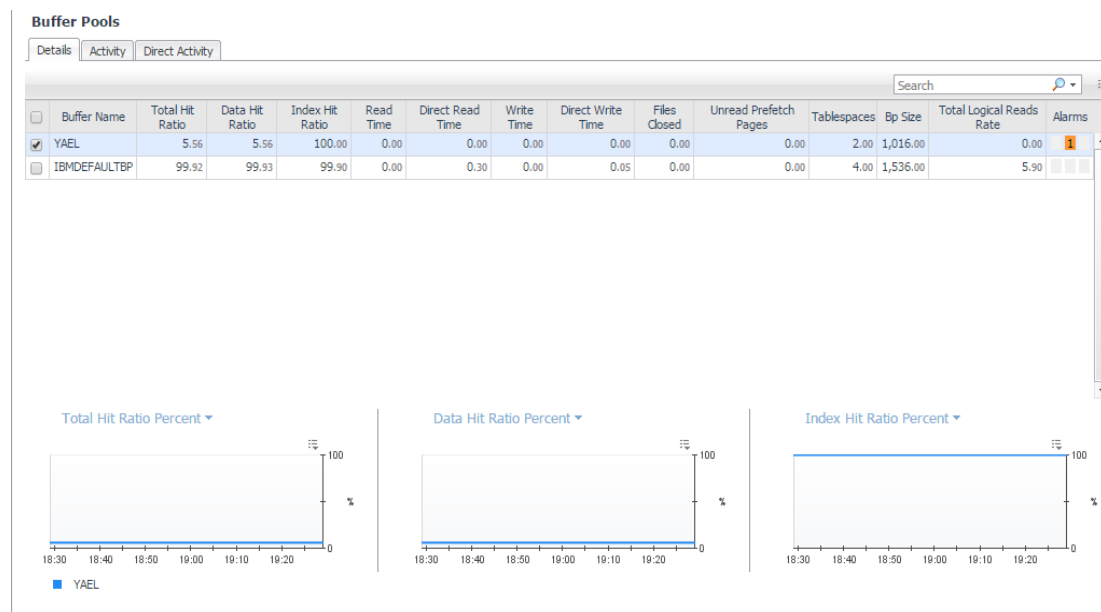 Buffer Pools
Details Activity Direct Activity
Search
Buffer Name Total Hit Ratio Data Hit Ratio Index Hit Ratio Read Time Direct Read Time Write Time Direct Write Time Files Closed Unread Prefetch Pages Tablespaces Bp Size Total Logical Reads Rate Alarms
YAEL 5.56 5.56 100.00 0.00 0.00 0.00 0.00 0.00 0.00 2.00 1,016.00 0.00 1
IBMDEFAULTBP 99.92 99.93 99.90 0.00 0.30 0.00 0.05 0.00 0.00 4.00 1,536.00 5.90
Total Hit Ratio Percent Data Hit Ratio Percent Index Hit Ratio Percent
100 100 100
% % %
0 0 0
18:30 18:40 18:50 19:00 19:10 19:20 18:30 18:40 18:50 19:00 19:10 19:20 18:30 18:40 18:50 19:00 19:10 19:20
YAEL